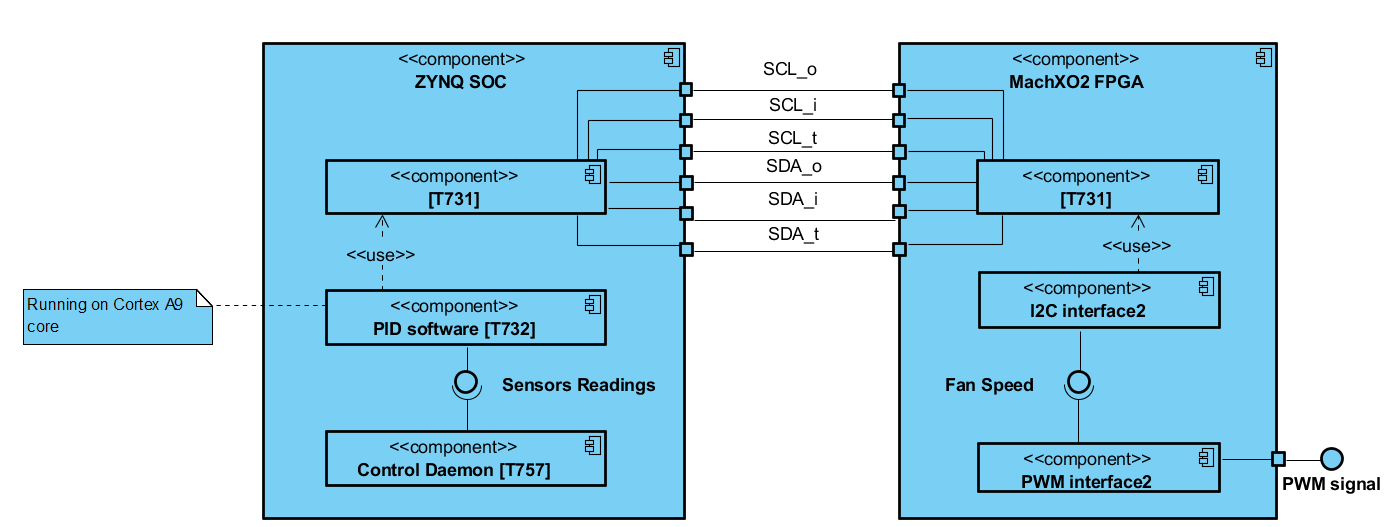 <<component>>
ZYNQ SOC
<<component>>
MachXO2 FPGA
SCL_o
SCL_i
SCL_t
SDA_o
SDA_i
SDA_t
<<component>>
[T731]
<<component>>
[T731]
<<use>>
<<use>>
Running on Cortex A9
core
<<component>>
PID software [T732]
<<component>>
I2C interface2
Sensors Readings
Fan Speed
<<component>>
Control Daemon [T757]
<<component>>
PWM interface2
PWM signal